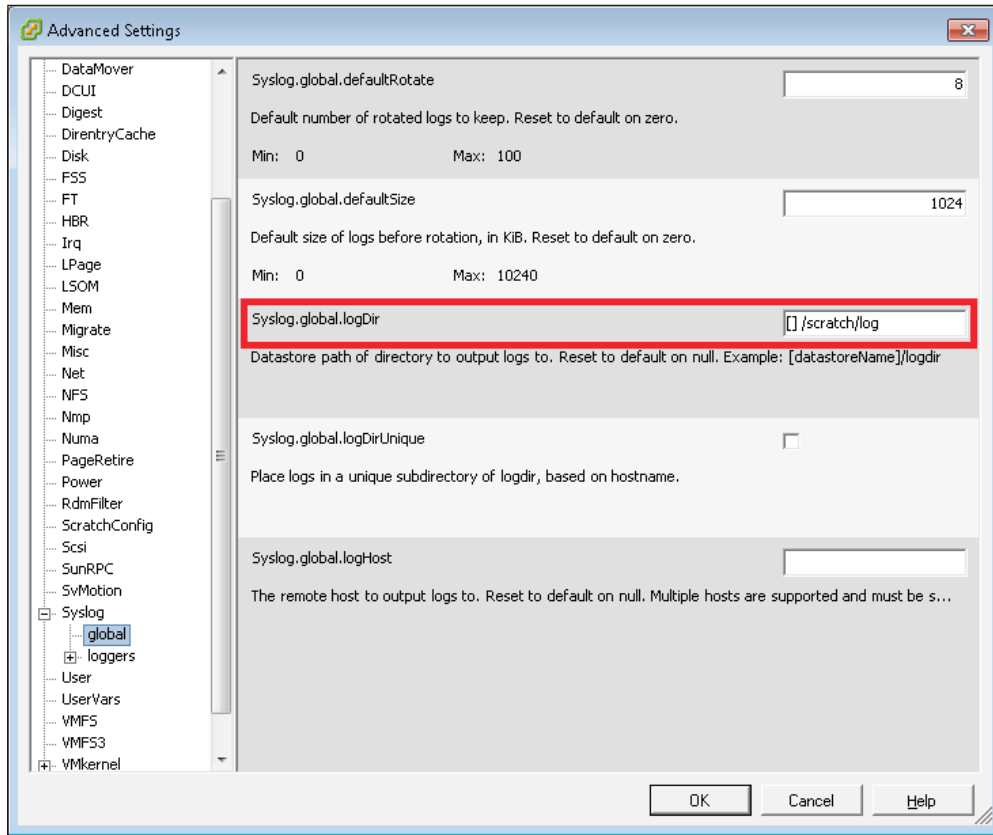 Advanced Settings
DataMover
DCUI
Digest
DirentryCache
Disk
FSS
FT
HBR
Irq
LPage
LSOM
Mem
Migrate
Misc
Net
NFS
Nmp
Numa
PageRetire
Power
RdmFilter
ScratchConfig
Scsi
SunRPC
SvMotion
Syslog
global
loggers
User
UserVars
VMFS
VMFS3
VMkernel
Syslog.global.defaultRotate 8
Default number of rotated logs to keep. Reset to default on zero.
Min: 0 Max: 100
Syslog.global.defaultSize 1024
Default size of logs before rotation, in KiB. Reset to default on zero.
Min: 0 Max: 10240
Syslog.global.logDir [] /scratch/log
Datastore path of directory to output logs to. Reset to default on null. Example: [datastoreName]/logdir
Syslog.global.logDirUnique
Place logs in a unique subdirectory of logdir, based on hostname.
Syslog.global.logHost
The remote host to output logs to. Reset to default on null. Multiple hosts are supported and must be s...
OK Cancel Help